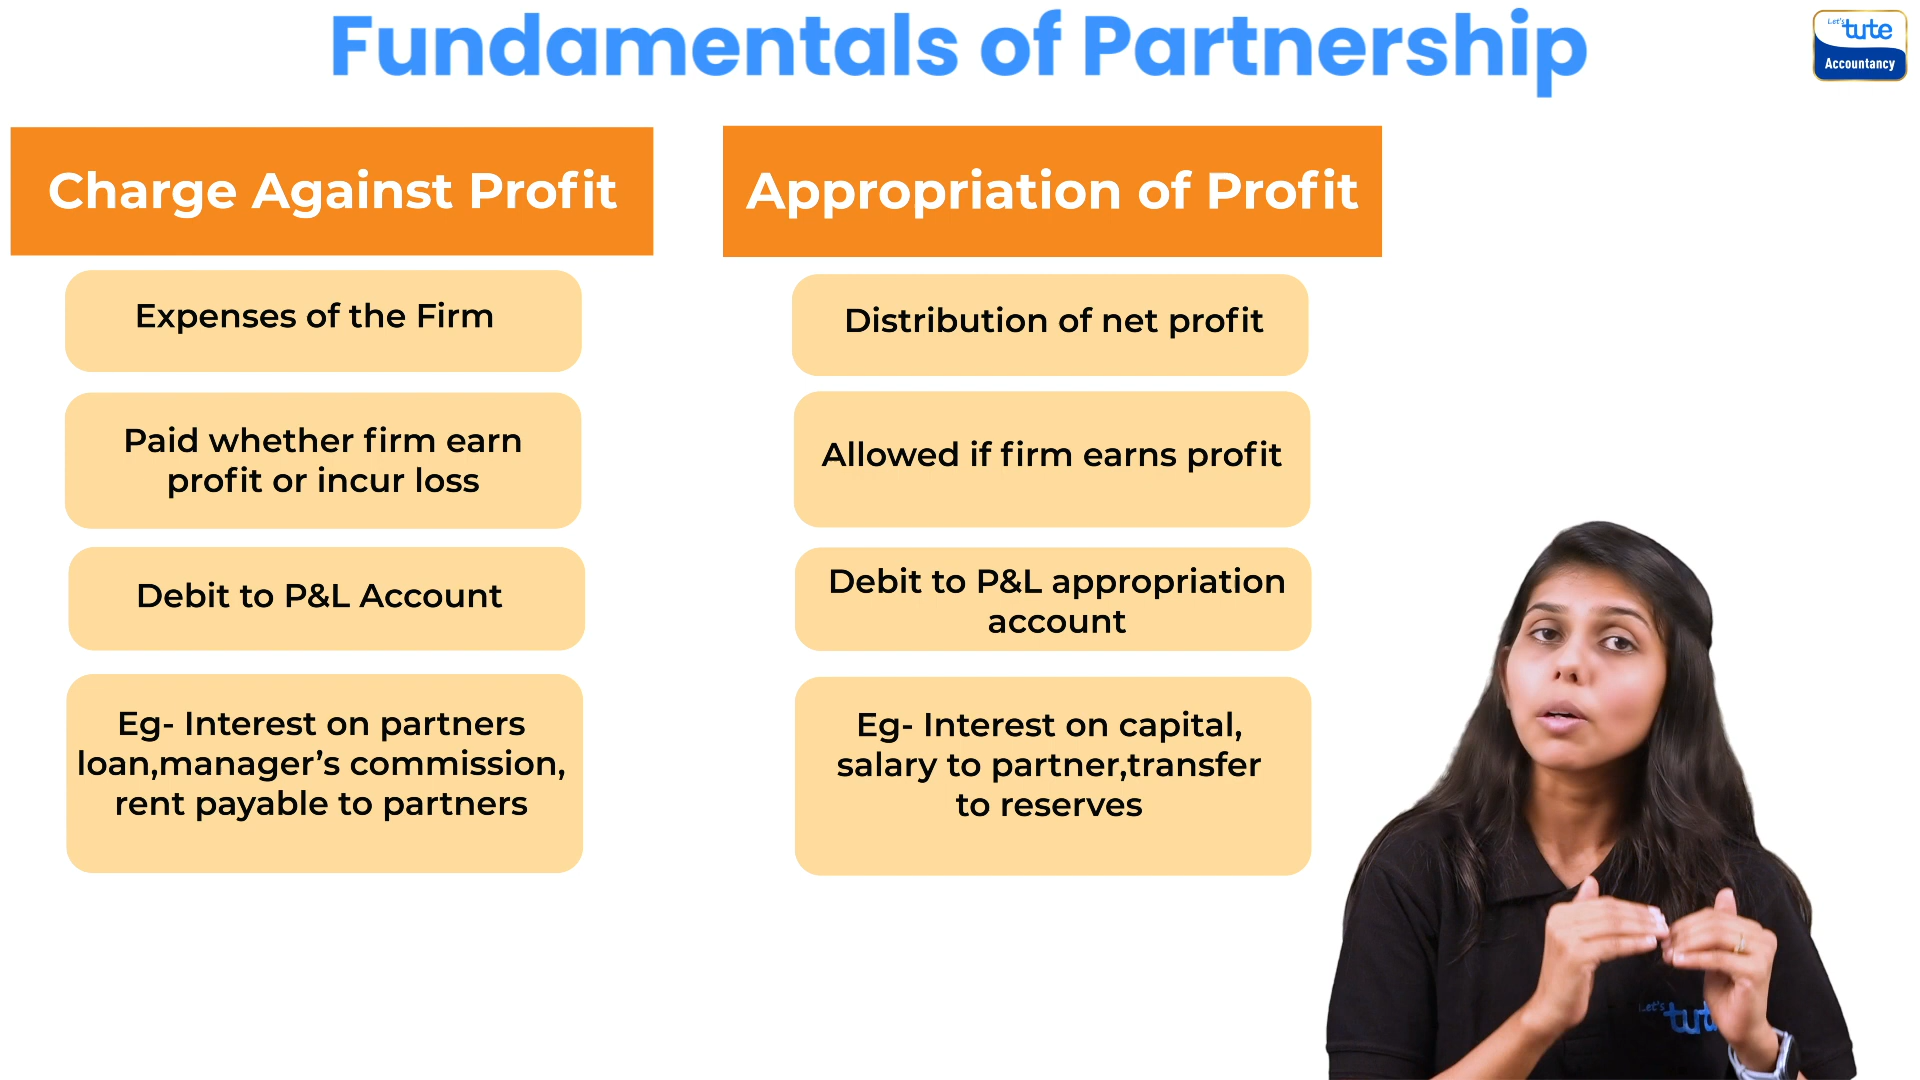 Fundamentals of Partnership
Let's
tute
Accountancy
Charge Against Profit
Expenses of the Firm
Paid whether firm earn
profit or incur loss
Debit to P&L Account
Eg- Interest on partners
loan,manager’s commission,
rent payable to partners
Appropriation of Profit
Distribution of net profit
Allowed if firm earns profit
Debit to P&L appropriation
account
Eg- Interest on capital,
salary to partner,transfer
to reserves
Let's